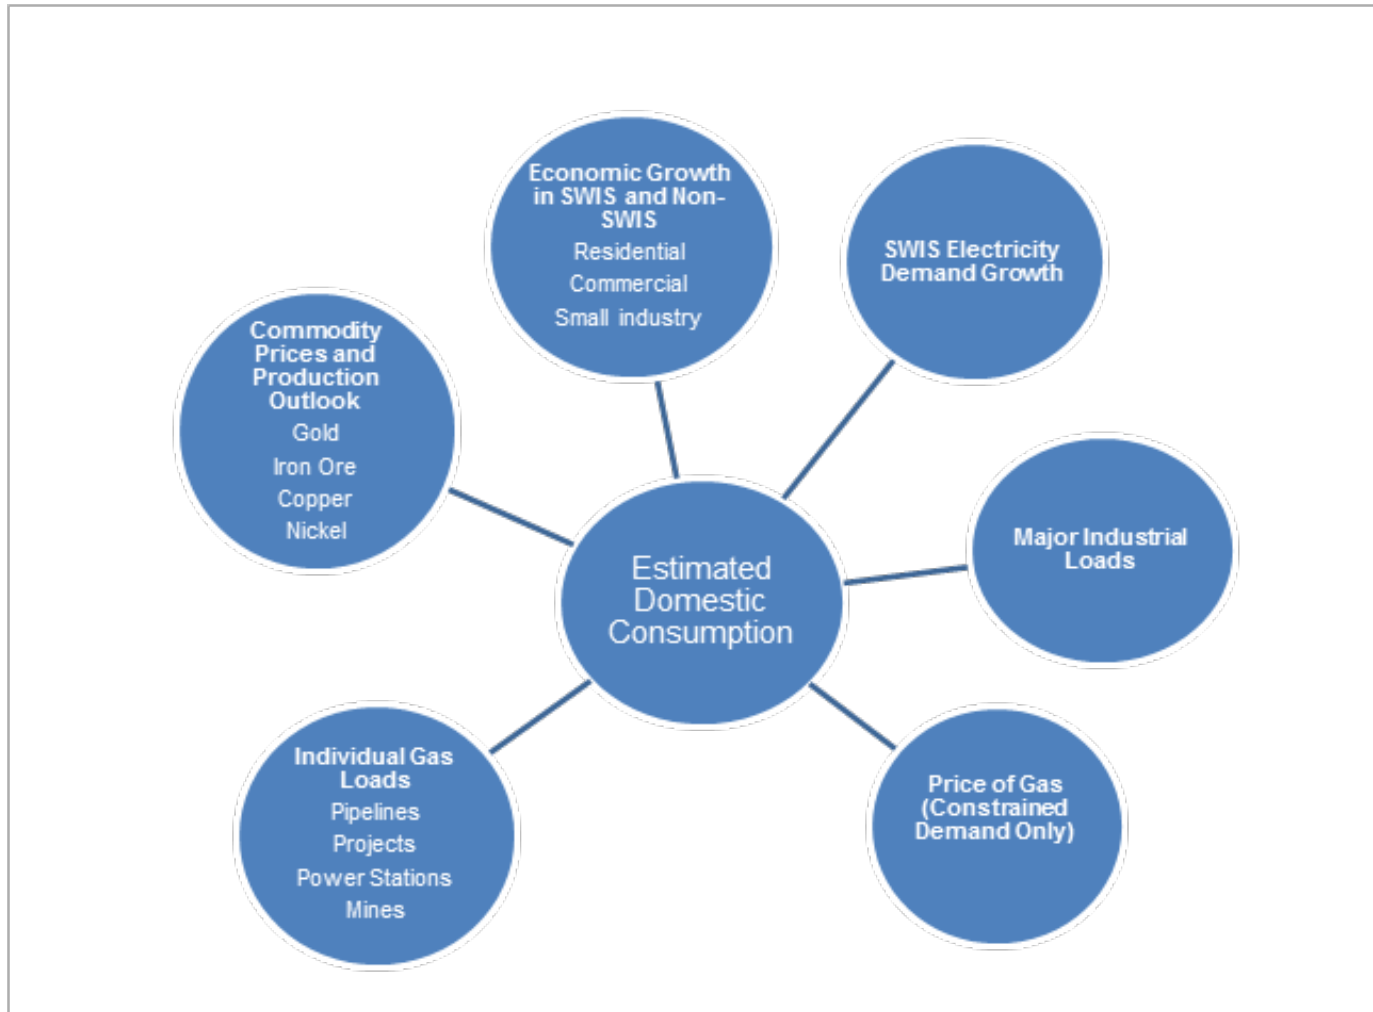 Economic Growth
in SWIS and Non-
SWIS
Residential
Commercial
Small industry
SWIS Electricity
Demand Growth
Commodity
Prices and
Production
Outlook
Gold
Iron Ore
Copper
Nickel
Major Industrial
Loads
Estimated
Domestic
Consumption
Individual Gas
Loads
Pipelines
Projects
Power Stations
Mines
Price of Gas
(Constrained
Demand Only)